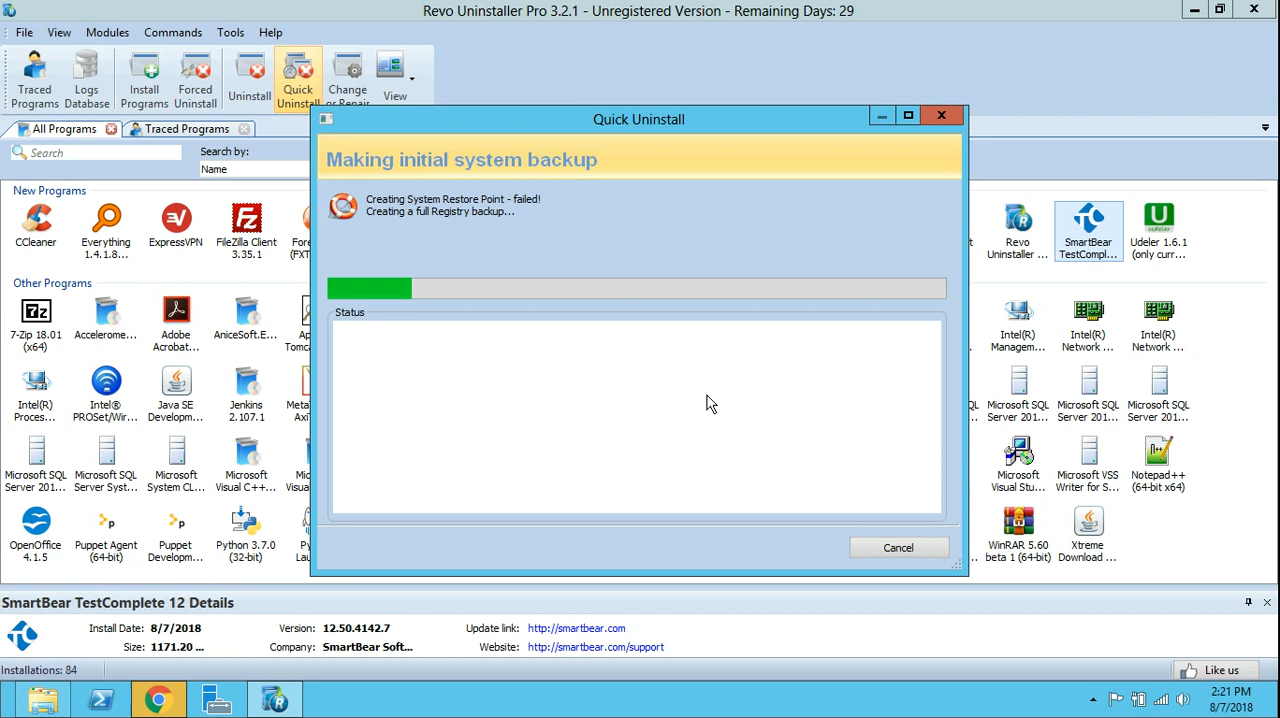 Revo Uninstaller Pro 3.2.1 - Unregistered Version - Remaining Days: 29
File View Modules Commands Tools Help
Traced Programs
Logs Database
Install Programs
Forced Uninstall
Uninstall
Quick Uninstall
Change or Repair
View
All Programs
Traced Programs
Search
Search by:
Name
Quick Uninstall
Making initial system backup
Creating System Restore Point - failed!
Creating a full Registry backup...
Status
Cancel
New Programs
CCleaner
Everything
1.4.1.8...
ExpressVPN
FileZilla Client
3.35.1
Revo
Uninstaller ...
SmartBear
TestCompl...
Udeler 1.6.1
(only curr...
Other Programs
7-Zip 18.01
(x64)
Accelerome...
Adobe
Acrobat...
AniceSoft.E...
Intel(R)
Managem...
Intel(R)
Network ...
Intel(R)
Network ...
Intel(R)
Proces...
Intel®
PROSet/Wir...
Java SE
Developm...
Jenkins
2.107.1
Microsoft SQL
Server 201...
Microsoft SQL
Server 201...
Microsoft SQL
Server 201...
Microsoft SQL
Server 201...
Microsoft SQL
Server Syst...
Microsoft
System CL...
Microsoft
Visual C++...
Microsoft
Visual Stu...
Microsoft VSS
Writer for S...
Notepad++
(64-bit x64)
OpenOffice
4.1.5
Puppet Agent
(64-bit)
Puppet
Developm...
Python 3.7.0
(32-bit)
WinRAR 5.60
beta 1 (64-bit)
Xtreme
Download ...
SmartBear TestComplete 12 Details
Install Date: 8/7/2018 Version: 12.50.4142.7 Update link: http://smartbear.com
Size: 1171.20 ... Company: SmartBear Soft... Website: http://smartbear.com/support
Installations: 84
Like us
2:21 PM
8/7/2018